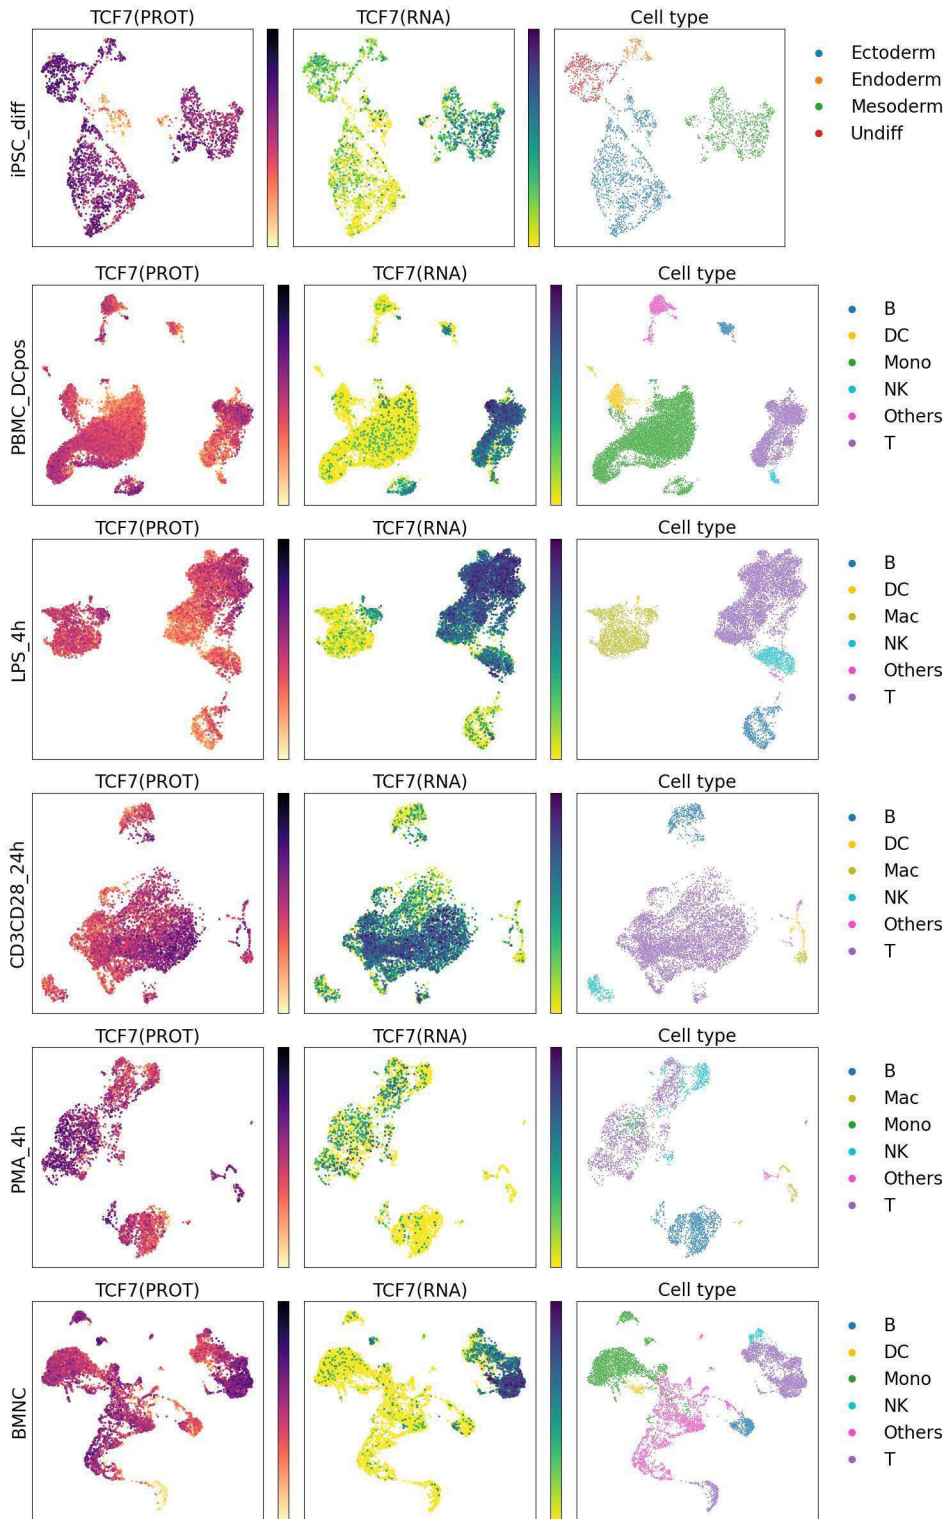 TCF7(PROT) TCF7(RNA) Cell type
iPSC_diff
Ectoderm
Endoderm
Mesoderm
Undiff
TCF7(PROT) TCF7(RNA) Cell type
PBMC_DCpos
B
DC
Mono
NK
Others
T
TCF7(PROT) TCF7(RNA) Cell type
LPS_4h
B
DC
Mac
NK
Others
T
TCF7(PROT) TCF7(RNA) Cell type
CD3CD28_24h
B
DC
Mac
NK
Others
T
TCF7(PROT) TCF7(RNA) Cell type
PMA_4h
B
Mac
Mono
NK
Others
T
TCF7(PROT) TCF7(RNA) Cell type
BMNC
B
DC
Mono
NK
Others
T